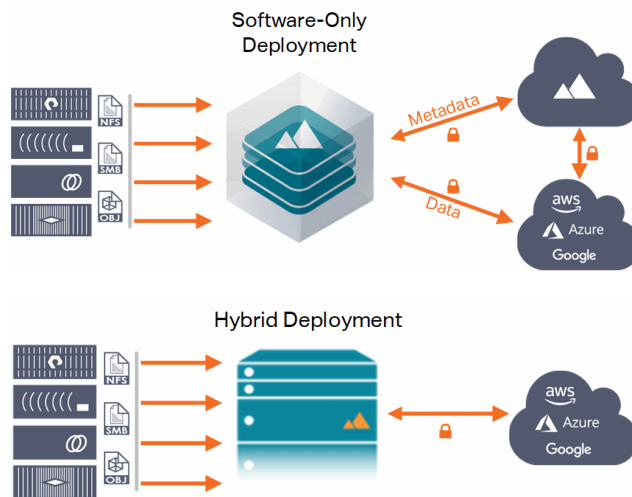 Software-Only
Deployment
NFS
SMB
OBJ
Metadata
Data
aws
Azure
Google
Hybrid Deployment
NFS
SMB
OBJ
aws
Azure
Google